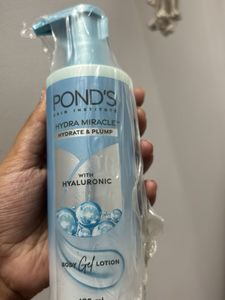 POND'S
SKIN INSTITUTE
HYDRA MIRACLE™
HYDRATE & PLUMP
WITH
HYALURONIC
BODY Gel LOTION